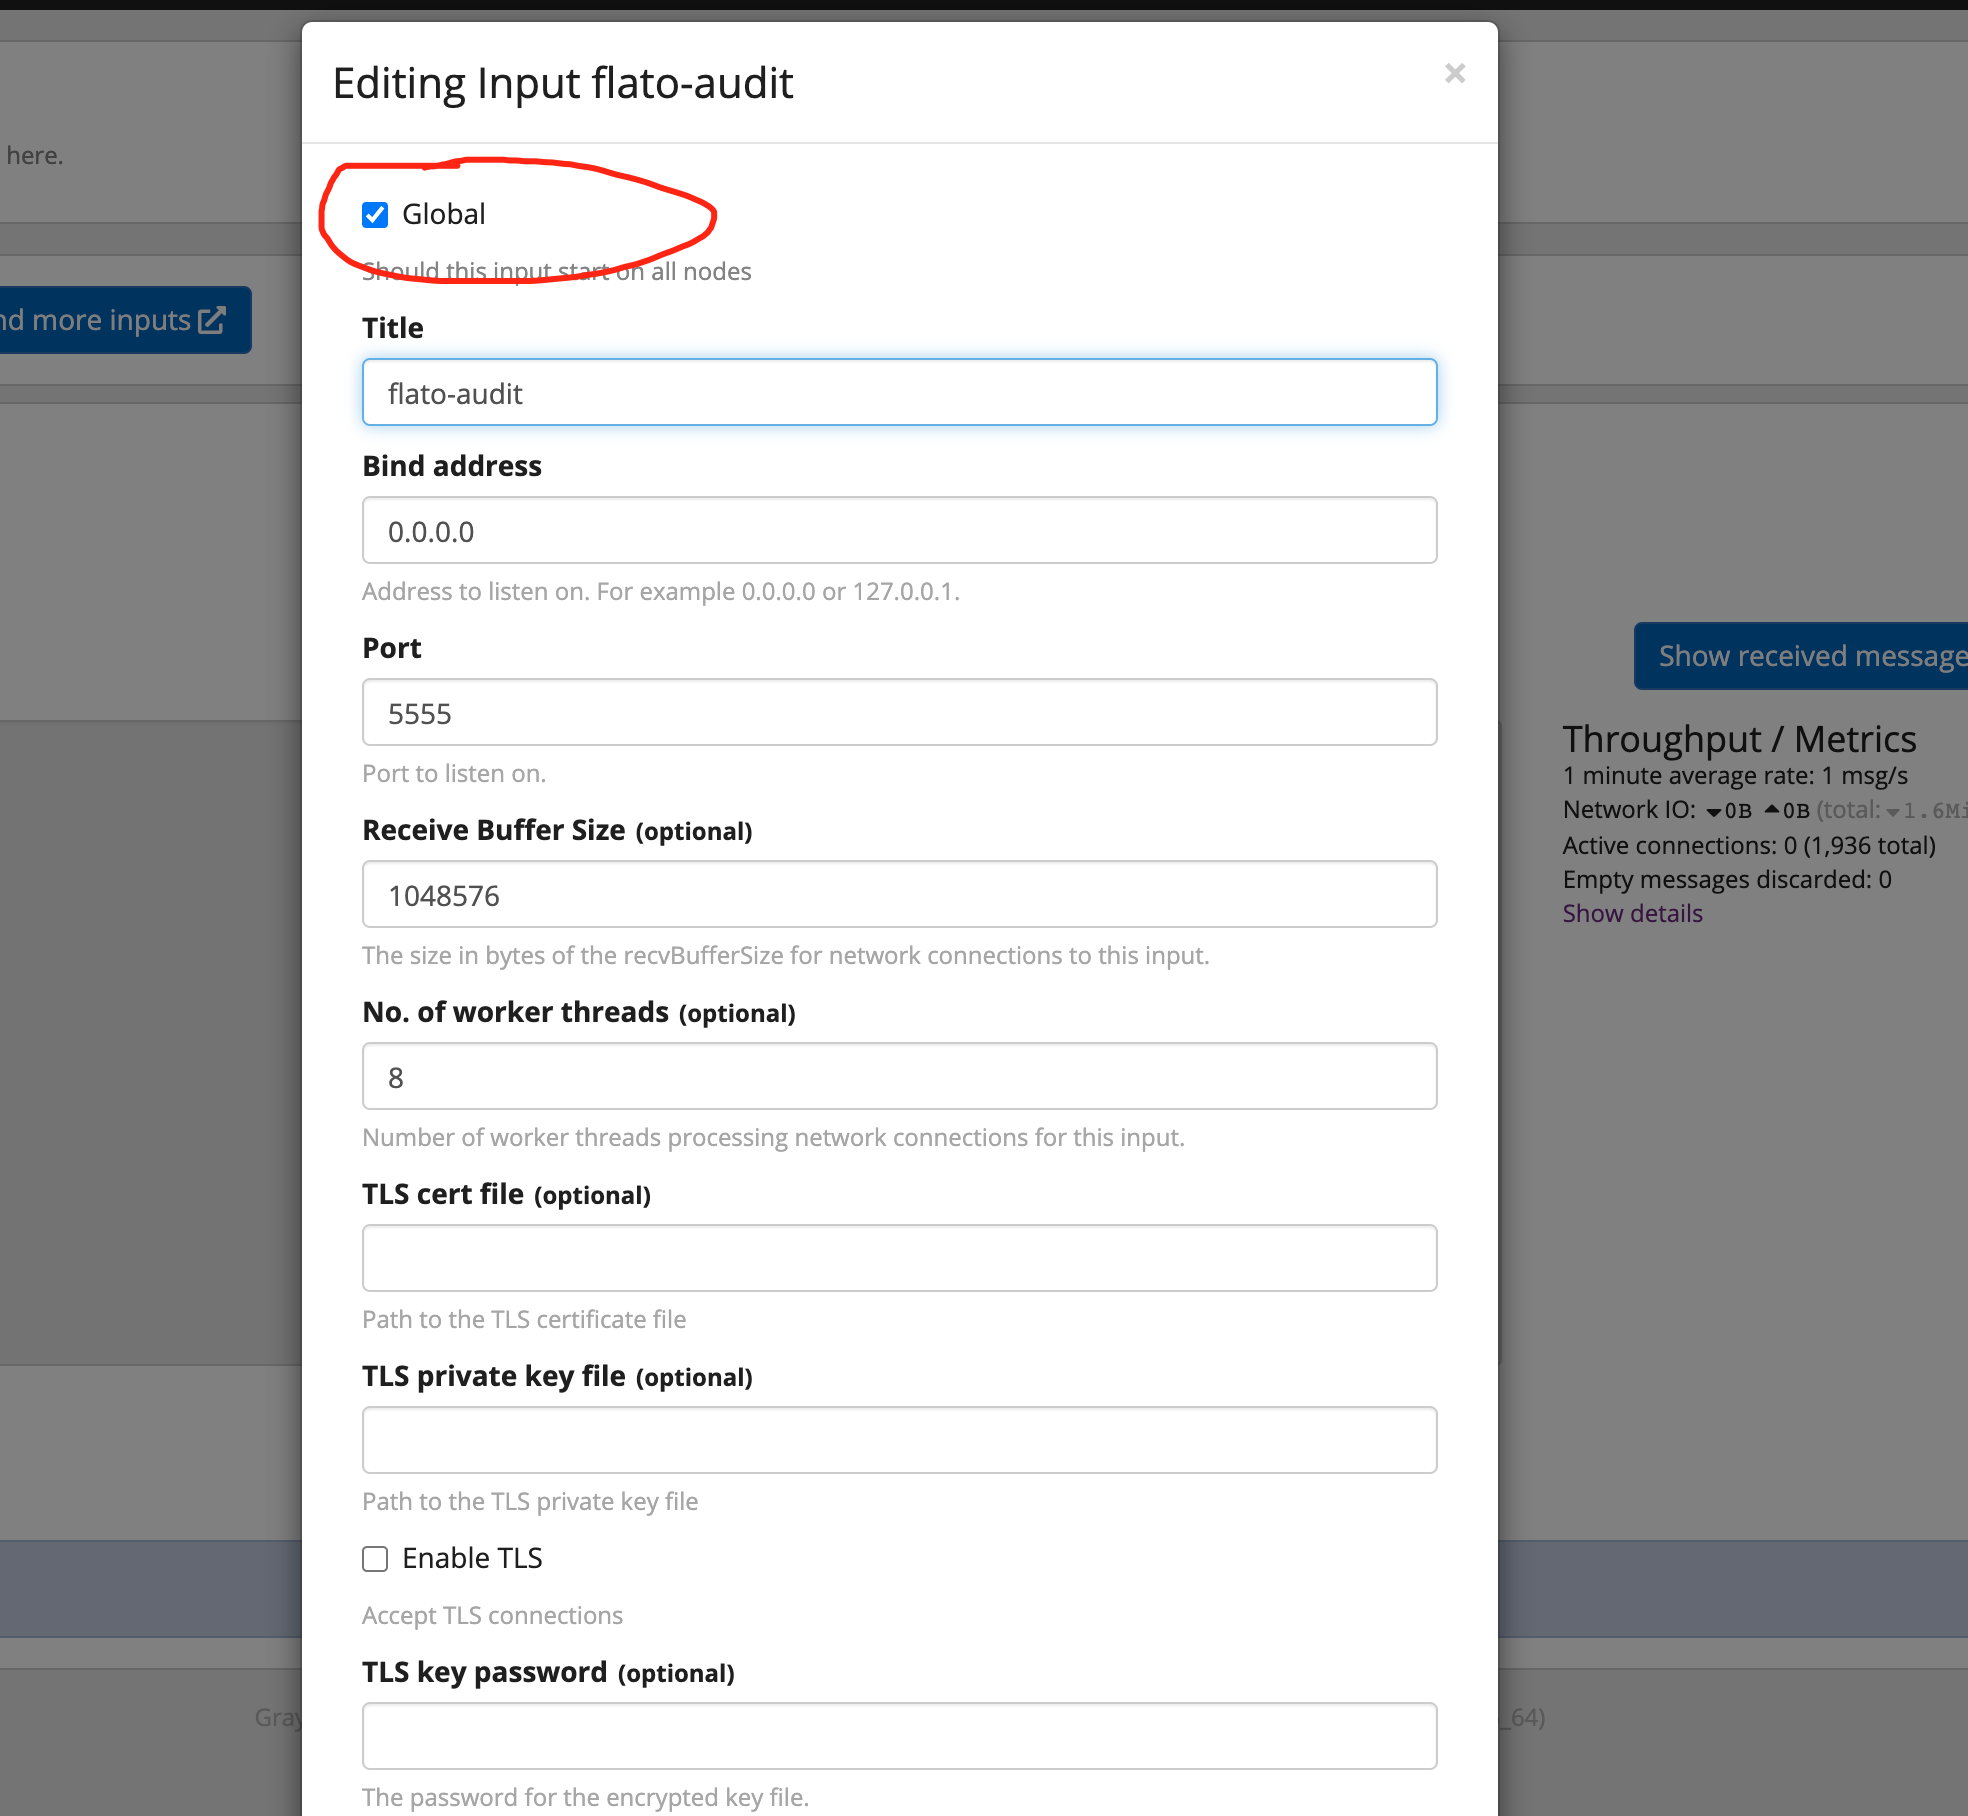 Editing Input flato-audit
×
here.
Global
Should this input start on all nodes
nd more inputs
Title
flato-audit
Bind address
0.0.0.0
Address to listen on. For example 0.0.0.0 or 127.0.0.1.
Port
5555
Port to listen on.
Show received message
Throughput / Metrics
1 minute average rate: 1 msg/s
Network IO: 0B 0B (total: 1.6Mi
Active connections: 0 (1,936 total)
Empty messages discarded: 0
Show details
Receive Buffer Size (optional)
1048576
The size in bytes of the recvBufferSize for network connections to this input.
No. of worker threads (optional)
8
Number of worker threads processing network connections for this input.
TLS cert file (optional)
Path to the TLS certificate file
TLS private key file (optional)
Path to the TLS private key file
Enable TLS
Accept TLS connections
TLS key password (optional)
Gray
_64)
The password for the encrypted key file.